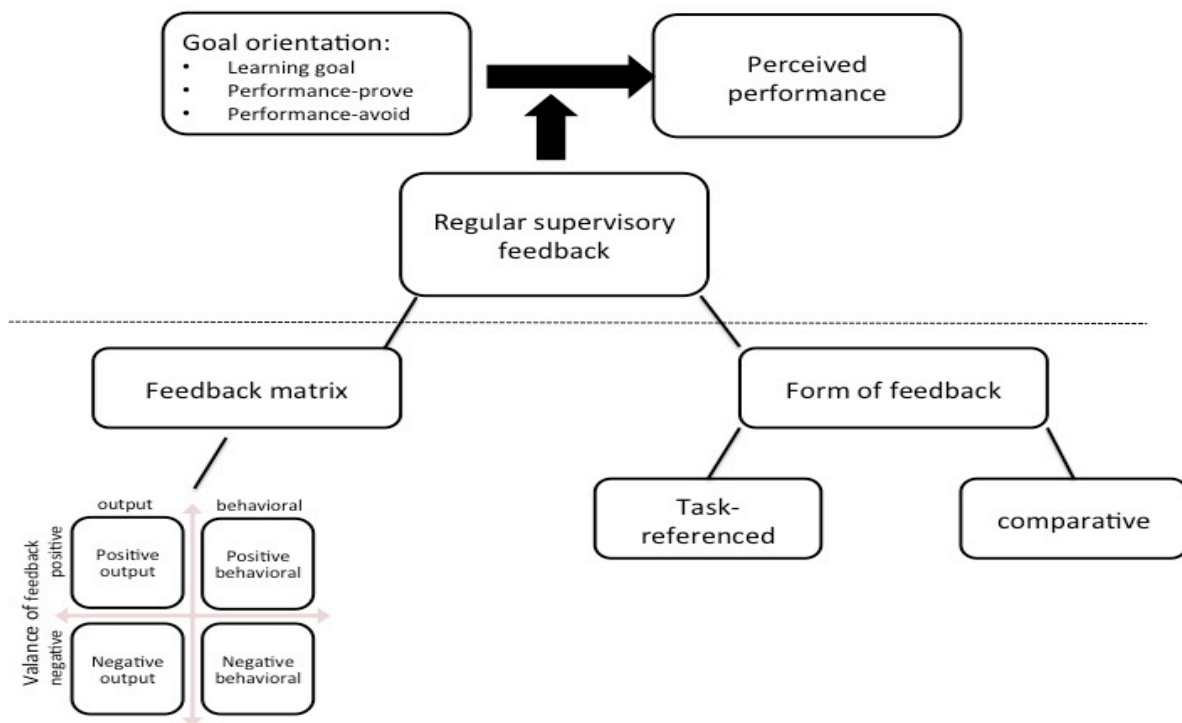 Goal orientation:
• Learning goal
• Performance-prove
• Performance-avoid
Perceived
performance
Regular supervisory
feedback
Feedback matrix
Form of feedback
output
behavioral
Valance of feedback
positive
negative
Positive
output
Positive
behavioral
Negative
output
Negative
behavioral
Task-
referenced
comparative